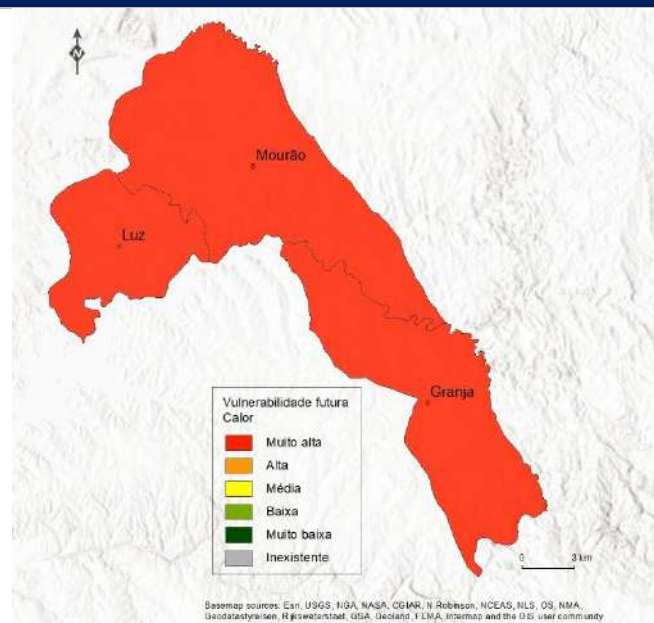 N
Mourão
Luz
Granja
Vulnerabilidade futura
Calor
Muito alta
Alta
Média
Baixa
Muito baixa
Inexistente
0 3 km
Basemap sources: Esri, USGS, NGA, NASA, CGIAR, N Robinson, NCEAS, NLS, OS, NMA,
Geodatastyrelsen, Rijkswaterstaat, GSA, Geoland, FEMA, Intermap and the GIS user community